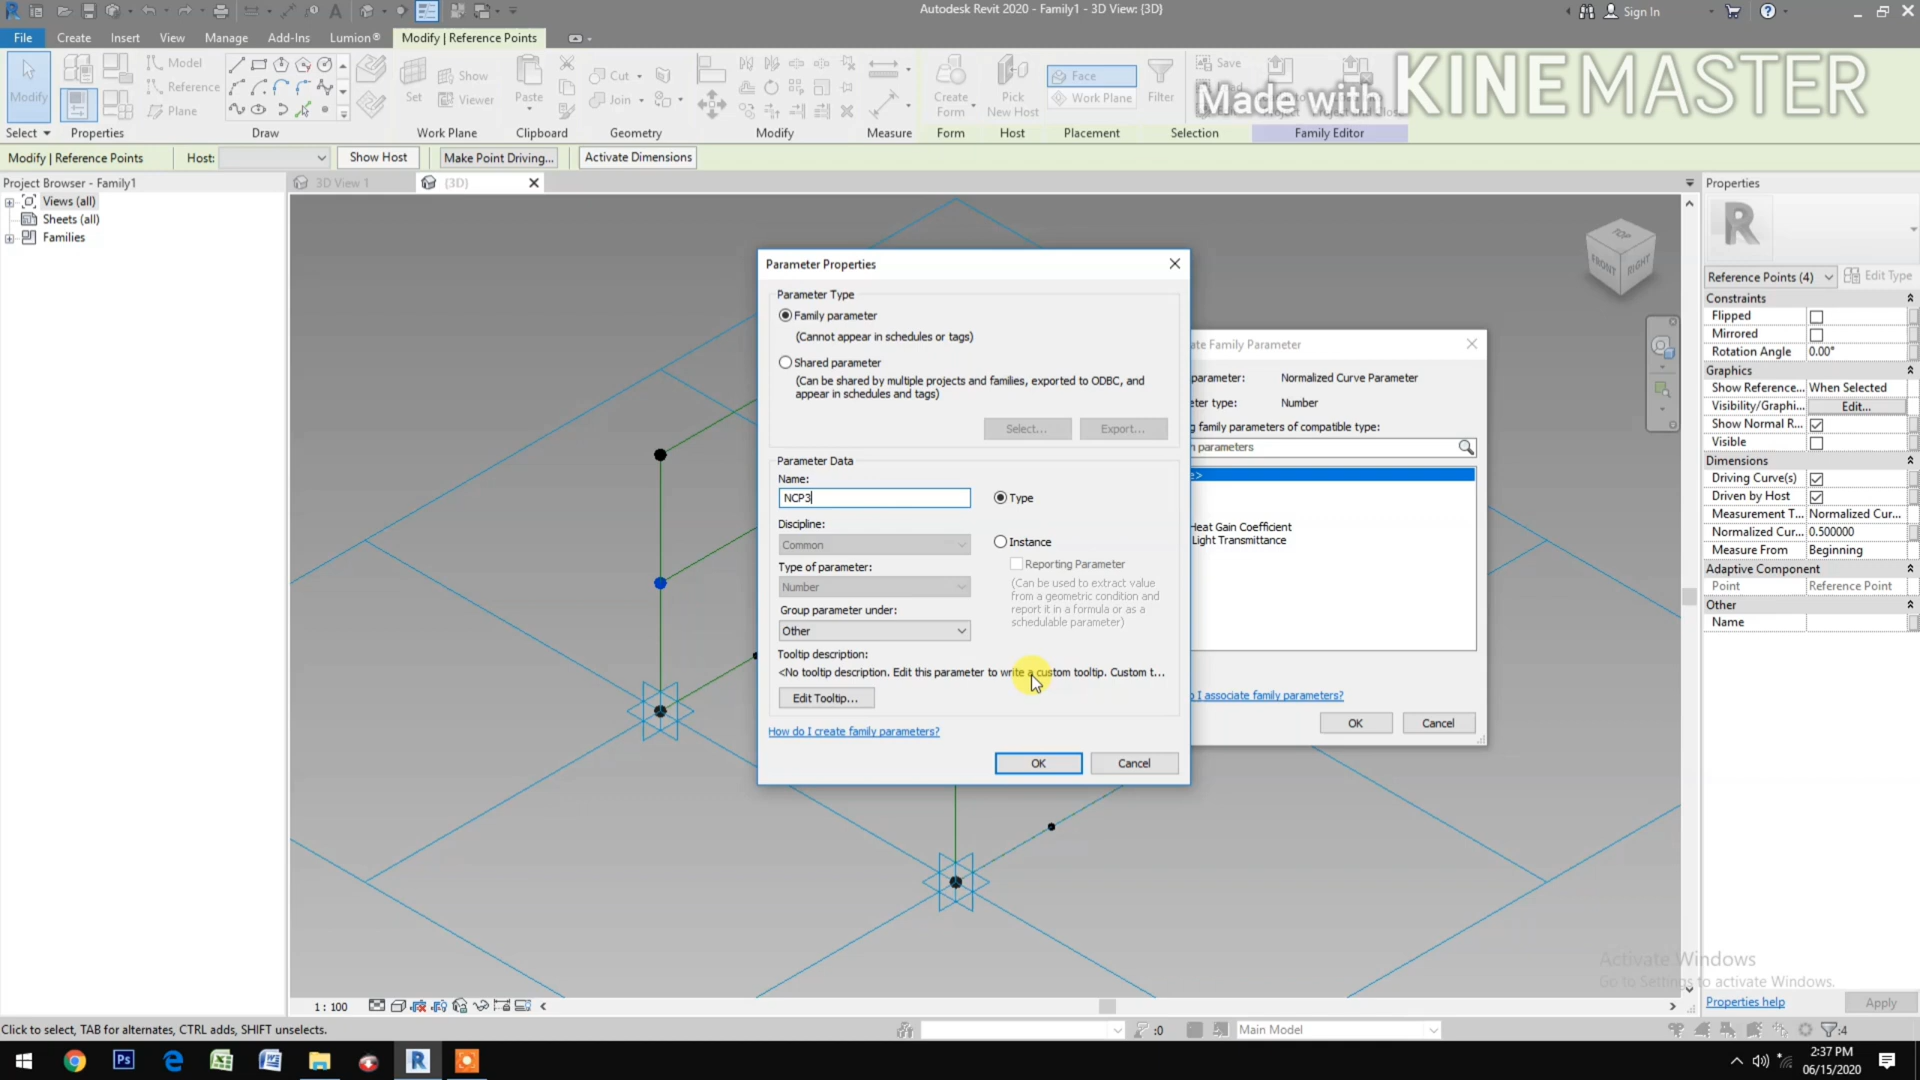 Autodesk Revit 2020 - Family1 - 3D View: {3D}
Sign In
File Create Insert View Manage Add-Ins Lumion® Modify | Reference Points
Modify
Model
Reference
Plane
Set
Show
Viewer
Paste
Cut
Join
Create Form
Pick New Host
Face
Work Plane
Filter
Save
Made with KINEMASTER
Select Properties Draw Work Plane Clipboard Geometry Modify Measure Form Host Placement Selection Family Editor
Modify | Reference Points Host: Show Host Make Point Driving... Activate Dimensions
Project Browser - Family1
3D View 1
{3D}
Views (all)
Sheets (all)
Families
TOP
FRONT
RIGHT
Parameter Properties
Parameter Type
Family parameter
(Cannot appear in schedules or tags)
Shared parameter
(Can be shared by multiple projects and families, exported to ODBC, and
appear in schedules and tags)
Select... Export...
Parameter Data
Name:
NCP3
Type
Discipline:
Common
Instance
Reporting Parameter
Type of parameter:
Number
(Can be used to extract value
from a geometric condition and
report it in a formula or as a
schedulable parameter)
Group parameter under:
Other
Tooltip description:
<No tooltip description. Edit this parameter to write a custom tooltip. Custom t...
Edit Tooltip...
How do I create family parameters?
OK Cancel
ate Family Parameter
parameter: Normalized Curve Parameter
eter type: Number
g family parameters of compatible type:
h parameters
e>
Heat Gain Coefficient
Light Transmittance
o I associate family parameters?
OK Cancel
Properties
R
Reference Points (4) Edit Type
Constraints
Flipped
Mirrored
Rotation Angle 0.00°
Graphics
Show Reference... When Selected
Visibility/Graphi... Edit...
Show Normal R...
Visible
Dimensions
Driving Curve(s)
Driven by Host
Measurement T... Normalized Cur...
Normalized Cur... 0.500000
Measure From Beginning
Adaptive Component
Point Reference Point
Other
Name
Activate Windows
Go to Settings to activate Windows.
Properties help Apply
1 : 100
Click to select, TAB for alternates, CTRL adds, SHIFT unselects.
:0
Main Model
:4
2:37 PM
06/15/2020